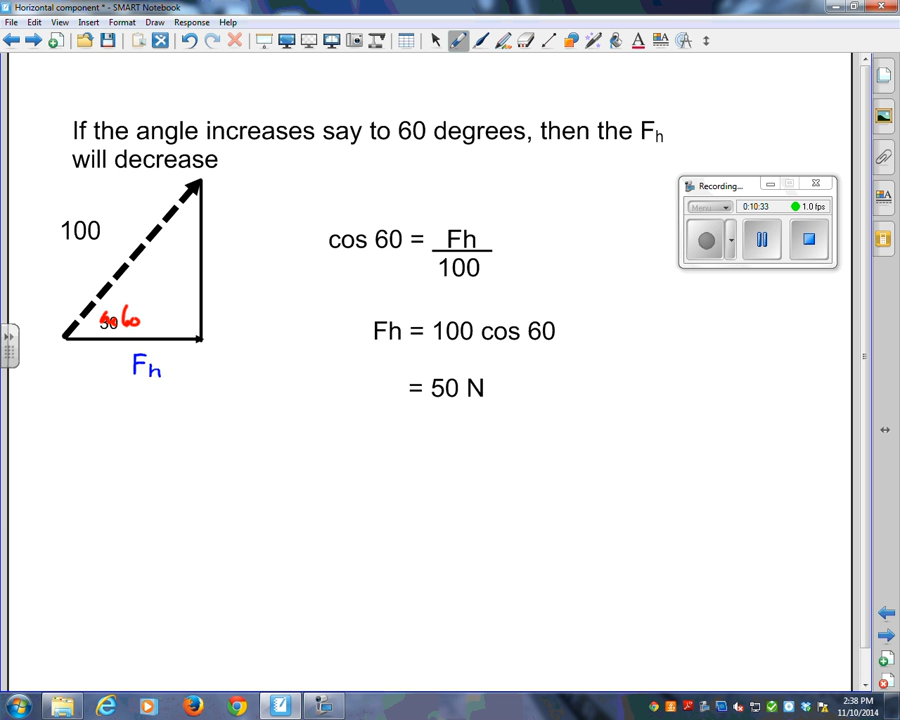 Horizontal component * - SMART Notebook
File Edit View Insert Format Draw Response Help
If the angle increases say to 60 degrees, then the Fh
will decrease
Recording...
Menu 0:10:33 1.0 fps
100
cos 60 = Fh
100
60
Fh
Fh = 100 cos 60
= 50 N
2:38 PM
11/10/2014